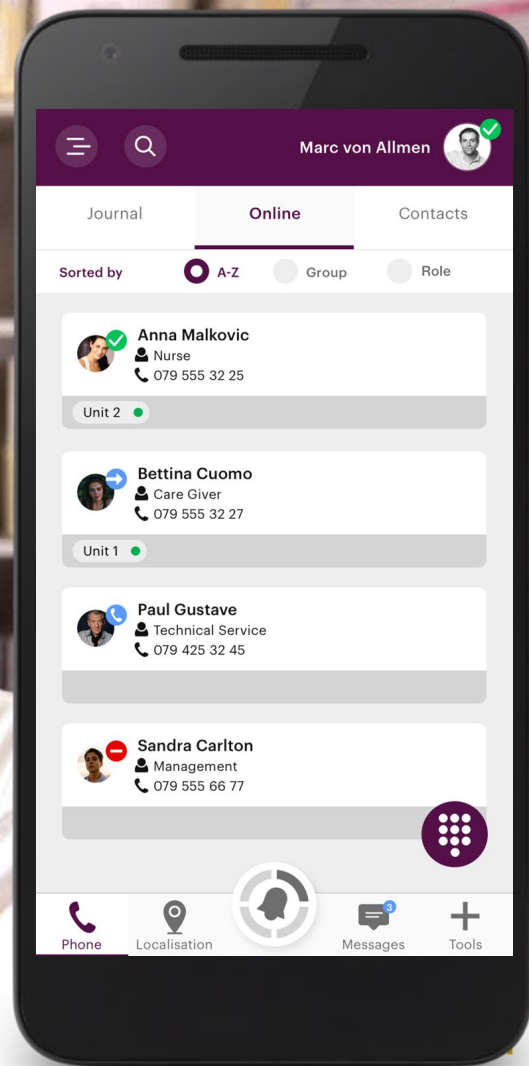 Marc von Allmen
Journal Online Contacts
Sorted by A-Z Group Role
Anna Malkovic
Nurse
079 555 32 25
Unit 2
Bettina Cuomo
Care Giver
079 555 32 27
Unit 1
Paul Gustave
Technical Service
079 425 32 45
Sandra Carlton
Management
079 555 66 77
3
Phone Localisation Messages Tools